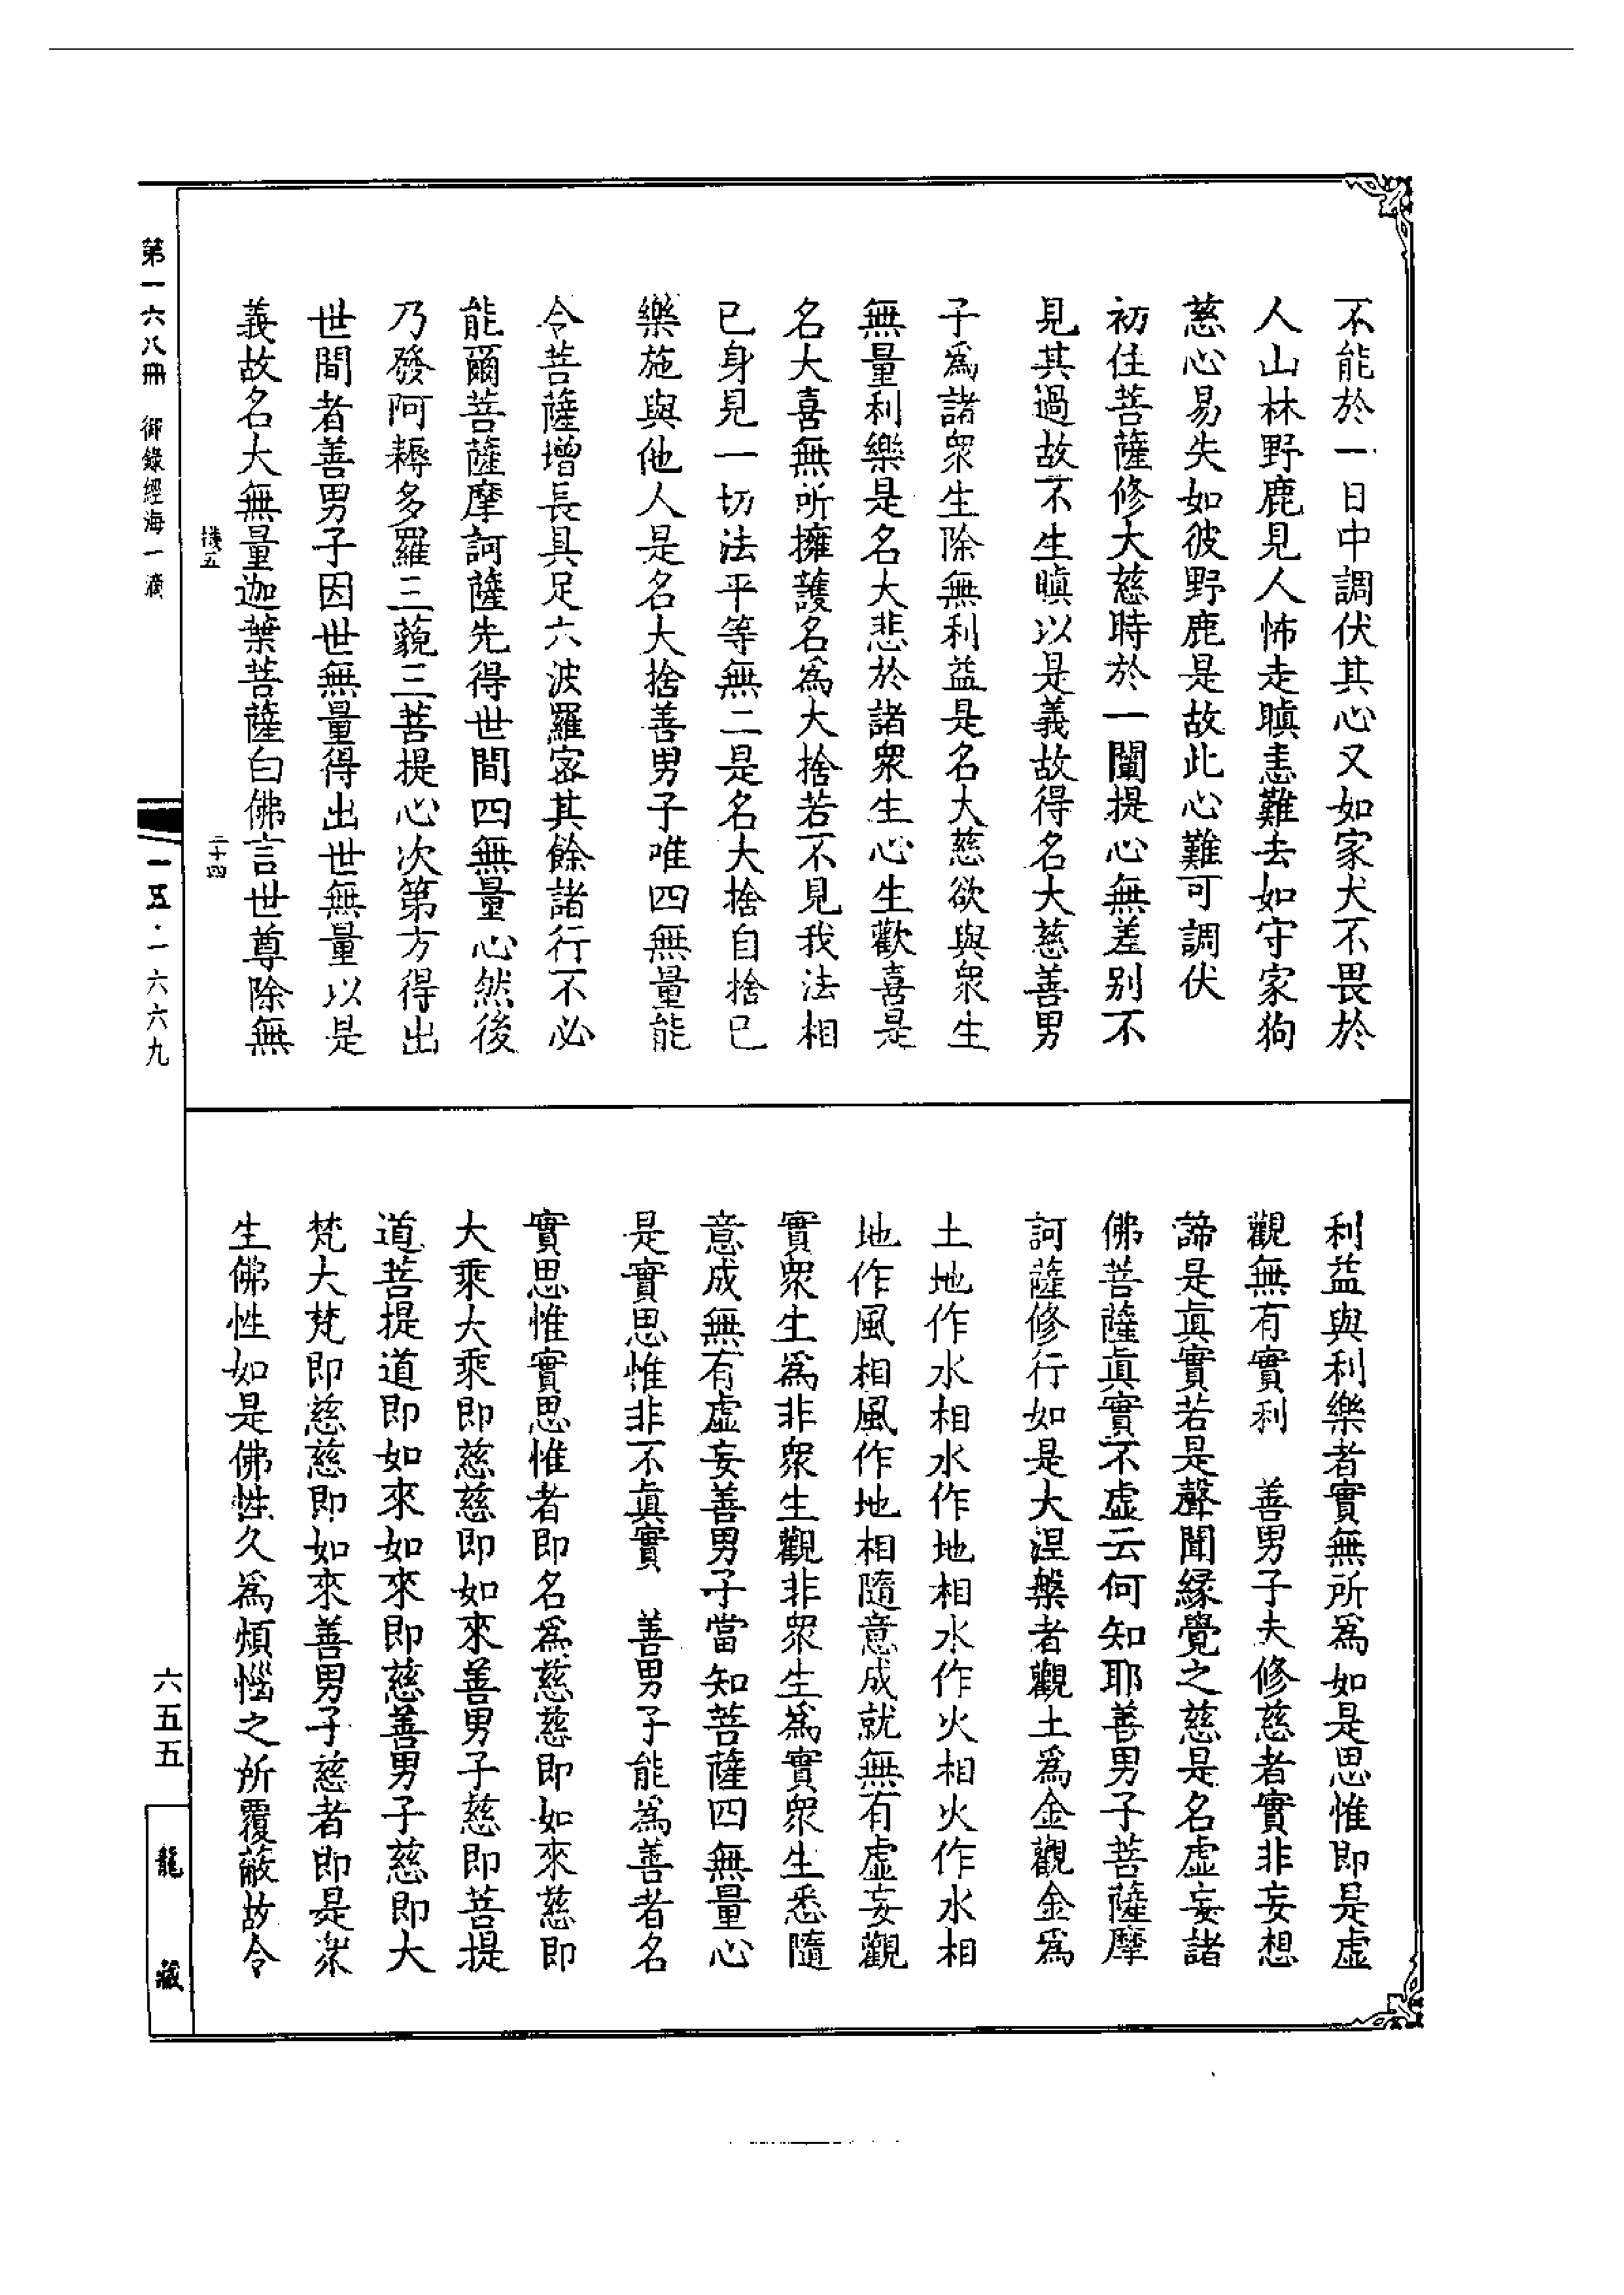 不能於一日中調伏其心又如家犬不畏於
人山林野鹿見人怖走瞋恚難去如守家狗
慈心易失如彼野鹿是故此心難可調伏
初住菩薩修大慈時於一闡提心無差别不
見其過故不生瞋以是義故得名大慈善男
子爲諸衆生除無利益是名大慈欲與衆生
無量利樂是名大悲於諸衆生心生歡喜是
名大喜無所擁護名爲大捨若不見我法相
已身見一切法平等無二是名大捨自捨已
樂施與他人是名大捨善男子唯四無量能
令菩薩增長具足六波羅宻其餘諸行不必
能爾菩薩摩訶薩先得世間四無量心然後
乃發阿耨多羅三藐三菩提心次第方得出
世間者善男子因世無量得出世無量以是
義故名大無量迦葉菩薩白佛言世尊除無
機五
二十四
利益與利樂者實無所爲如是思惟即是虚
觀無有實利　善男子夫修慈者實非妄想
諦是眞實若是聲聞緣覺之慈是名虚妄諸
佛菩薩眞實不虚云何知耶善男子菩薩摩
訶薩修行如是大涅槃者觀土爲金觀金爲
土地作水相水作地相水作火相火作水相
地作風相風作地相隨意成就無有虚妄觀
實衆生爲非衆生觀非衆生爲實衆生悉隨
意成無有虚妄善男子當知菩薩四無量心
是實思惟非不眞實　善男子能爲善者名
實思惟實思惟者即名爲慈慈即如來慈即
大乘大乘即慈慈即如來善男子慈即菩提
道菩提道即如來如來即慈善男子慈即大
梵大梵即慈慈即如來善男子慈者即是衆
生佛性如是佛性久爲煩惱之所覆蔽故令
第一六八冊　御錄經海一滴
一五·一六六九
六五五
龍藏